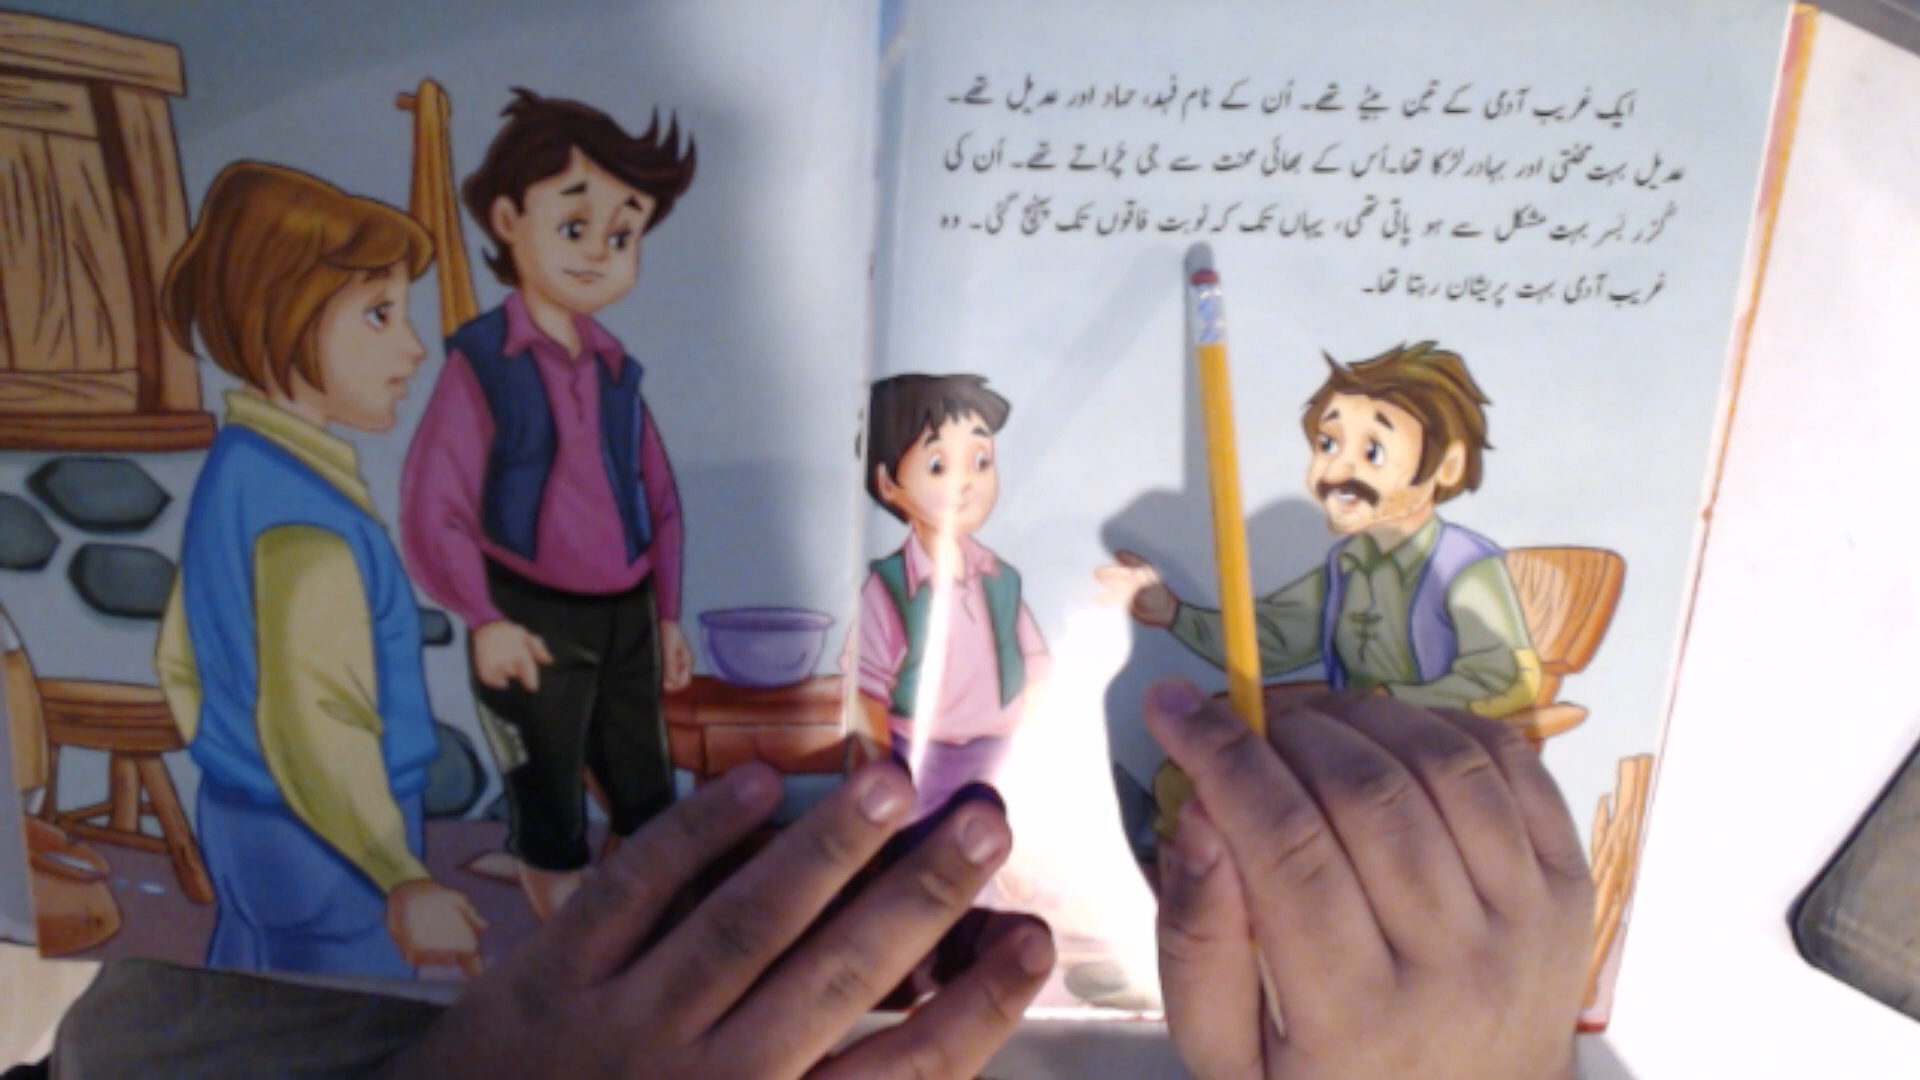 ایک غریب آدمی کے تین بیٹے تھے۔ اُن کے نام فہد، حماد اور عدیل تھے۔
عدیل بہت محنتی اور بہادر لڑکا تھا۔اُس کے بھائی محنت سے جی چُراتے تھے۔ اُن کی
گُزر بَسر بہت مشکل سے ہو پاتی تھی، یہاں تک کہ نوبت فاقوں تک پہنچ گئی۔ وہ
غریب آدمی بہت پریشان رہتا تھا۔